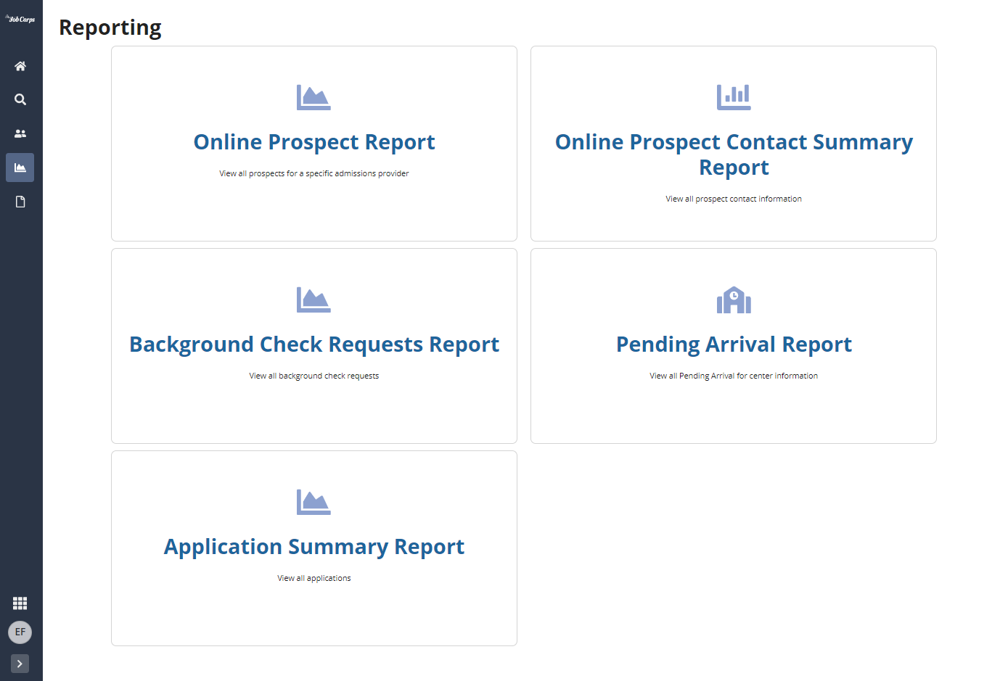 Job Corps
Reporting
Online Prospect Report
View all prospects for a specific admissions provider
Online Prospect Contact Summary
Report
View all prospect contact information
Background Check Requests Report
View all background check requests
Pending Arrival Report
View all Pending Arrival for center information
Application Summary Report
View all applications
EF